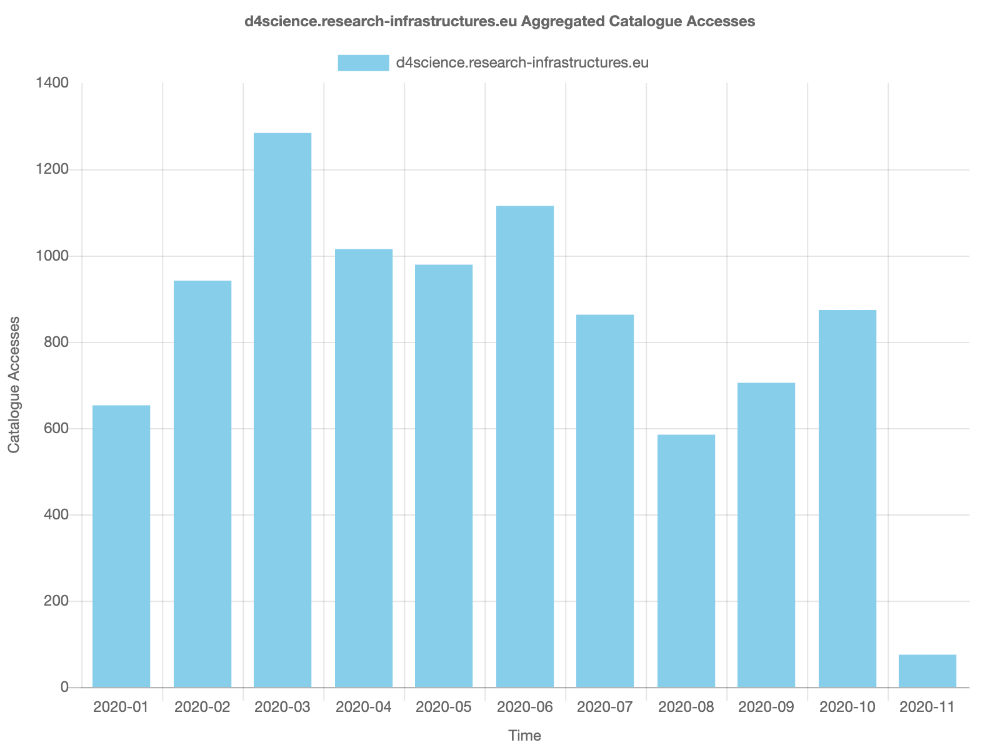 d4science.research-infrastructures.eu Aggregated Catalogue Accesses
d4science.research-infrastructures.eu
1400
1200
1000
800
600
400
200
0
Catalogue Accesses
2020-01 2020-02 2020-03 2020-04 2020-05 2020-06 2020-07 2020-08 2020-09 2020-10 2020-11
Time